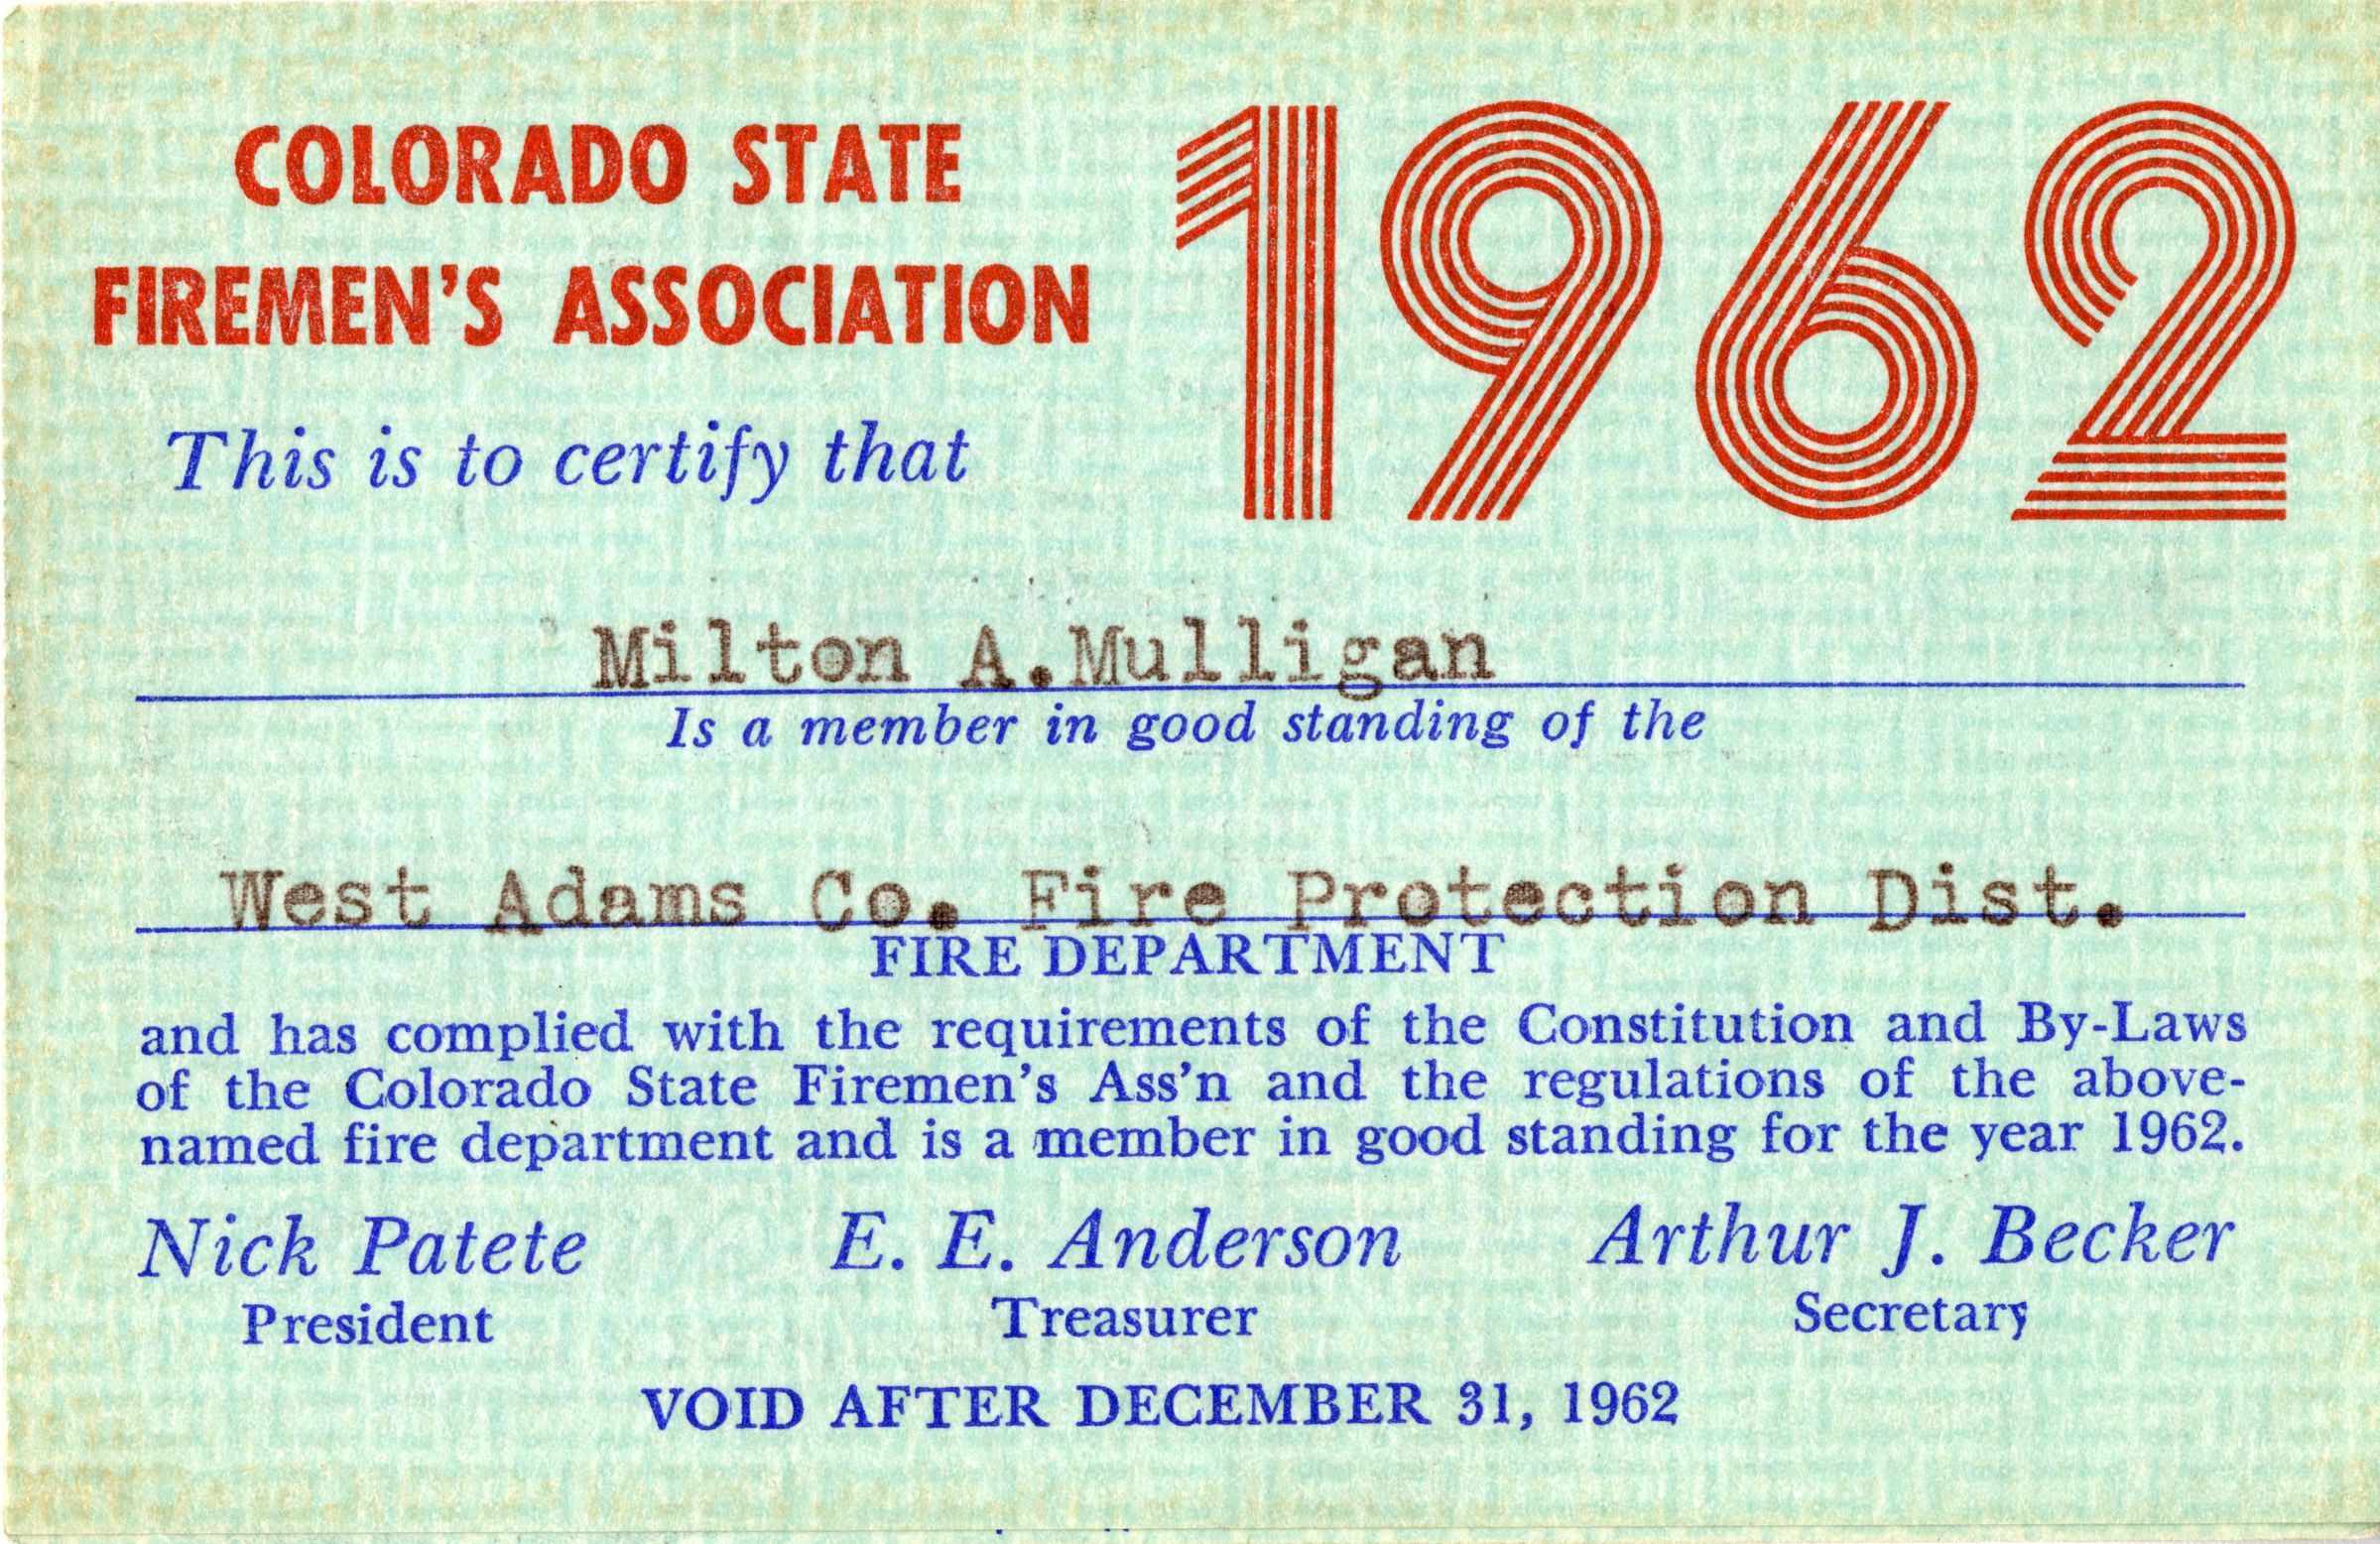 COLORADO STATE
FIREMEN'S ASSOCIATION
1962
This is to certify that
Milton A.Mulligan
Is a member in good standing of the
West Adams Co. Fire Protection Dist.
FIRE DEPARTMENT
and has complied with the requirements of the Constitution and By-Laws
of the Colorado State Firemen's Ass'n and the regulations of the above-
named fire department and is a member in good standing for the year 1962.
Nick Patete E. E. Anderson Arthur J. Becker
President Treasurer Secretary
VOID AFTER DECEMBER 31, 1962